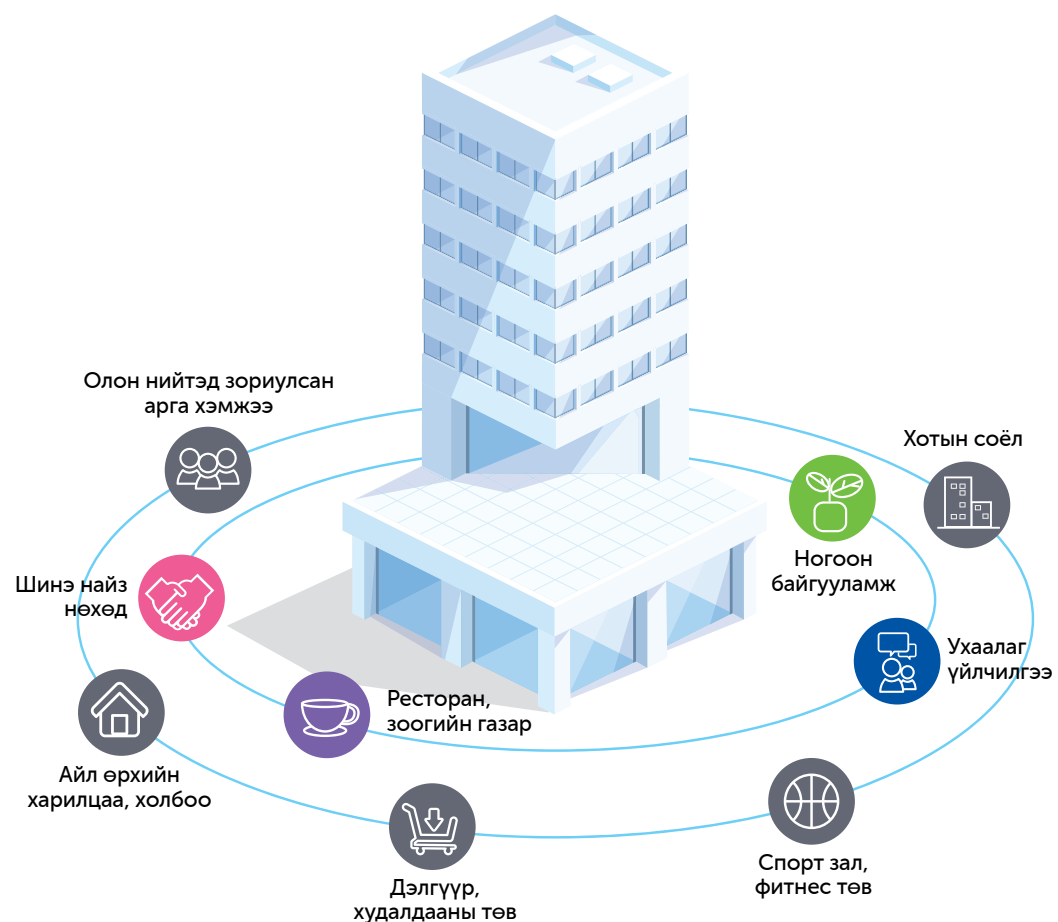 Олон нийтэд зориулсан
арга хэмжээ
Хотын соёл
Ногоон
байгууламж
Шинэ найз
нөхөд
Ухаалаг
үйлчилгээ
Ресторан,
зоогийн газар
Айл өрхийн
харилцаа, холбоо
Спорт зал,
фитнес төв
Дэлгүүр,
худалдааны төв